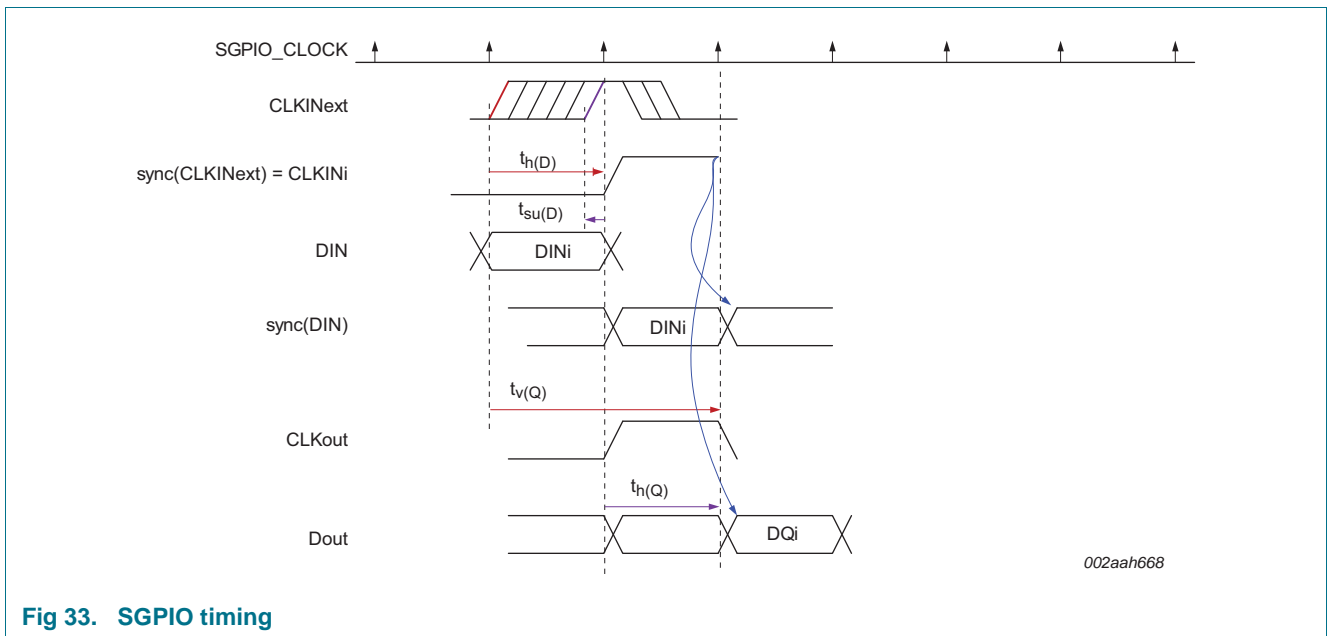 SGPIO_CLOCK
CLKINext
sync(CLKINext) = CLKINi
th(D)
tsu(D)
DIN
DINi
sync(DIN)
DINi
tv(Q)
CLKout
th(Q)
Dout
DQi
002aah668
Fig 33. SGPIO timing